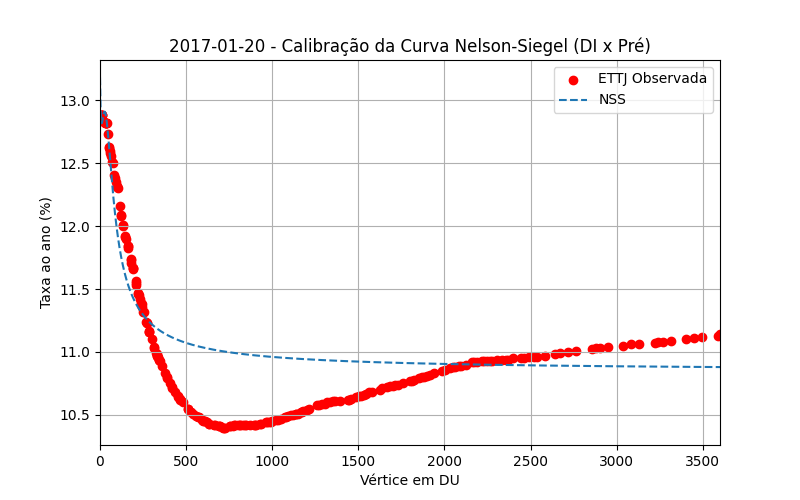 2017-01-20 - Calibração da Curva Nelson-Siegel (DI x Pré)
ETTJ Observada
NSS
Taxa ao ano (%)
13.0
12.5
12.0
11.5
11.0
10.5
0 500 1000 1500 2000 2500 3000 3500
Vértice em DU